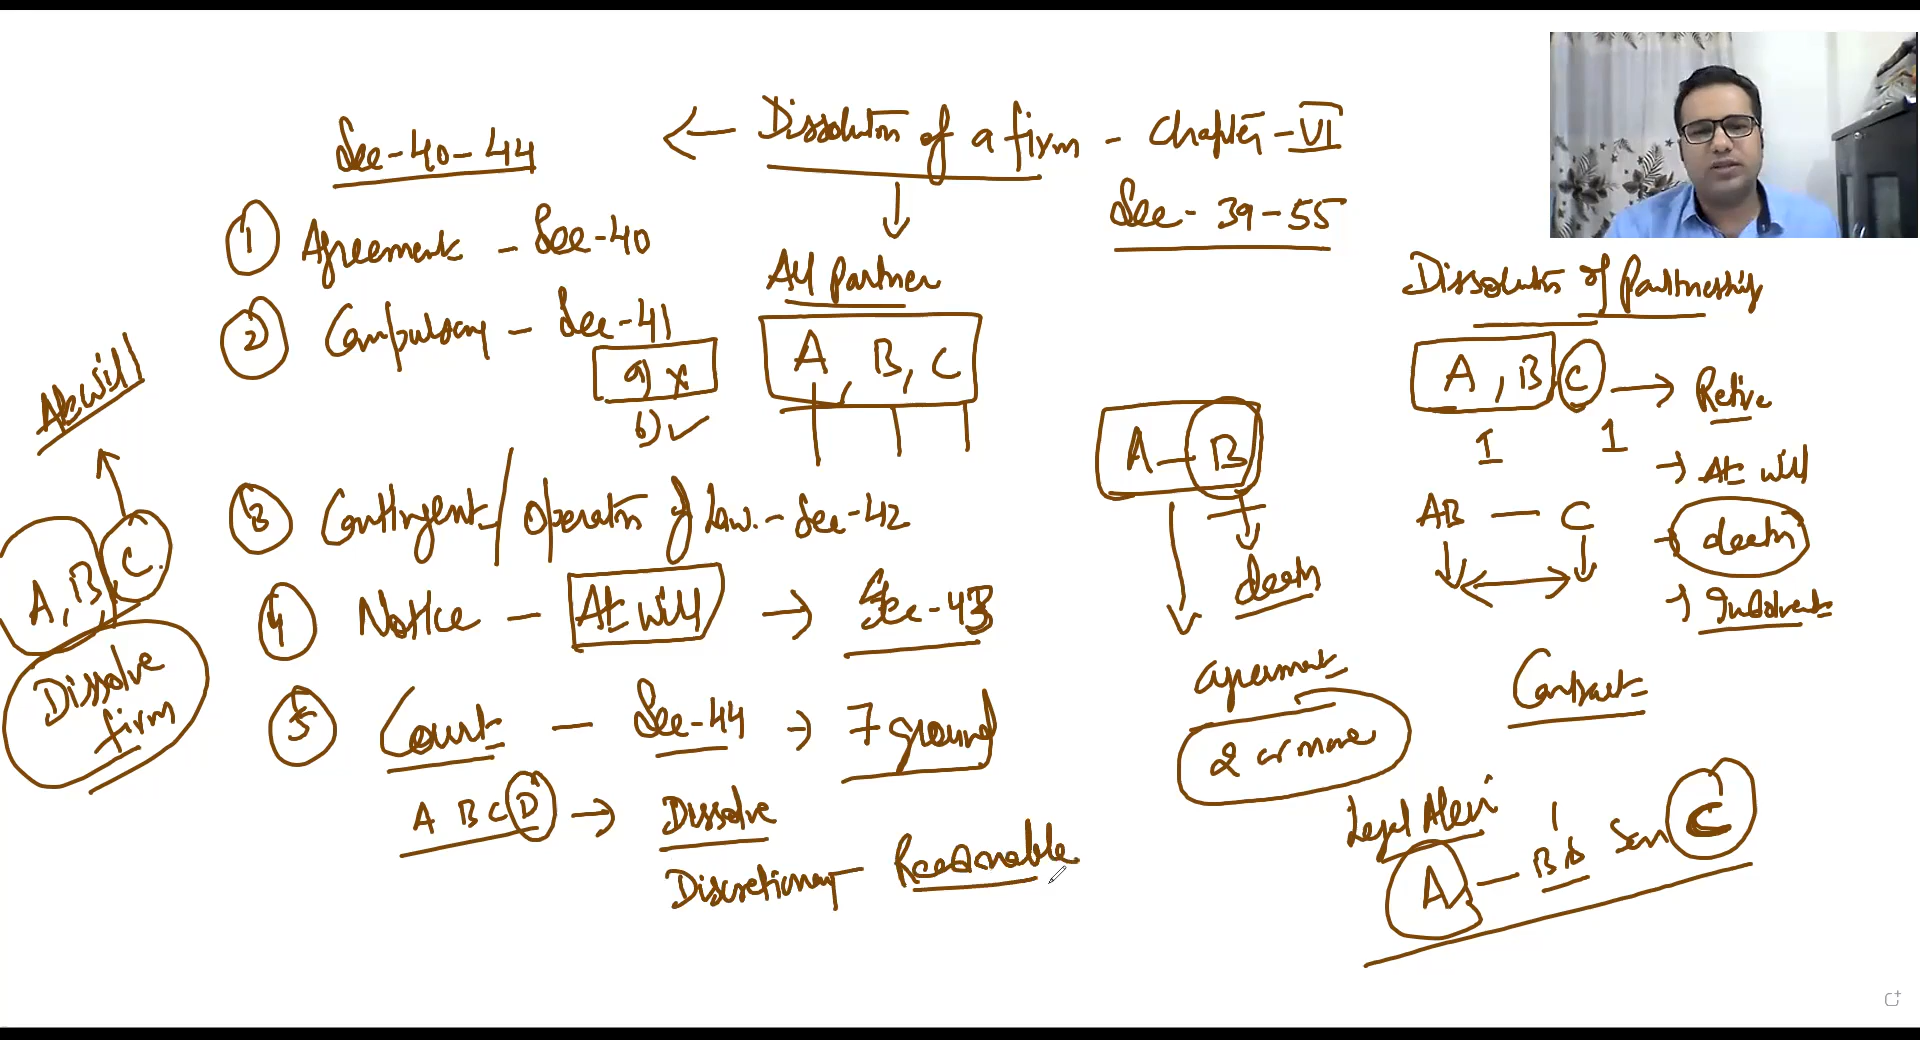 Dissolution of a firm - Chapter - VI
Sec - 39 - 55
Sec - 40 - 44
① Agreement - Sec - 40
② Compulsory - Sec - 41
a) x
b) ✓
③ Contingent / Operation of Law. - Sec - 42
④ Notice - At will → Sec - 43
⑤ Court - Sec - 44 → 7 ground
A B C D → Dissolve
Discretionary Reasonable
At will
A, B, C.
Dissolve
firm
All partner
A, B, C
A - B
death
agreement
2 or more
Dissolution of Partnership
A, B, C → Retire
1 1
→ At will
AB - C
→ death
→ Insolvent
Contract
Legal
A - B Son C